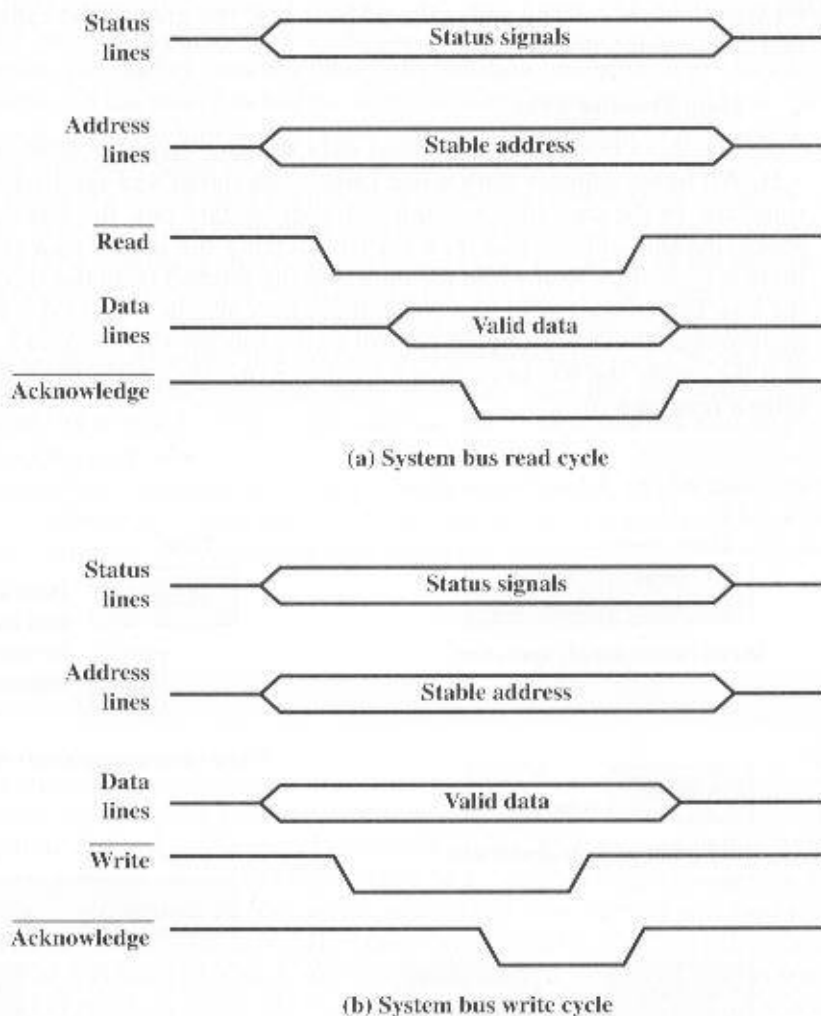 Status
lines
Status signals
Address
lines
Stable address
Read
Data
lines
Valid data
Acknowledge
(a) System bus read cycle
Status
lines
Status signals
Address
lines
Stable address
Data
lines
Valid data
Write
Acknowledge
(b) System bus write cycle